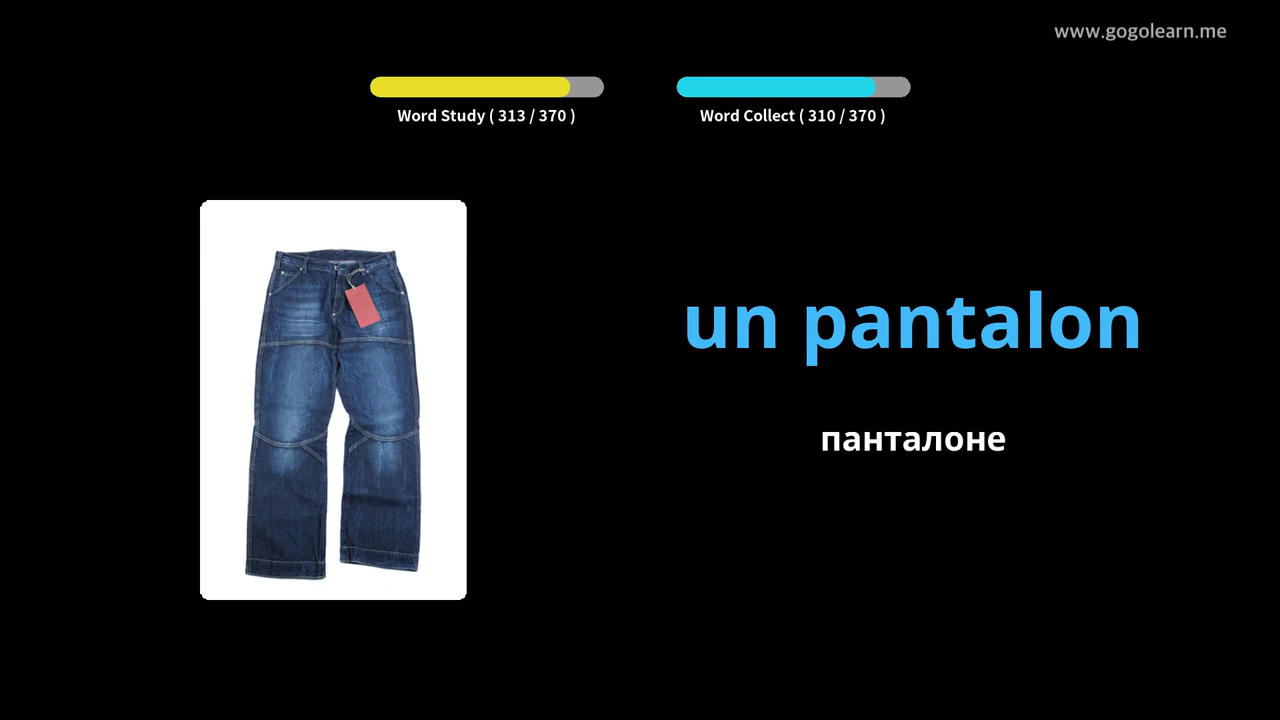 www.gogolearn.me
Word Study ( 313 / 370 )
Word Collect ( 310 / 370 )
un pantalon
панталоне